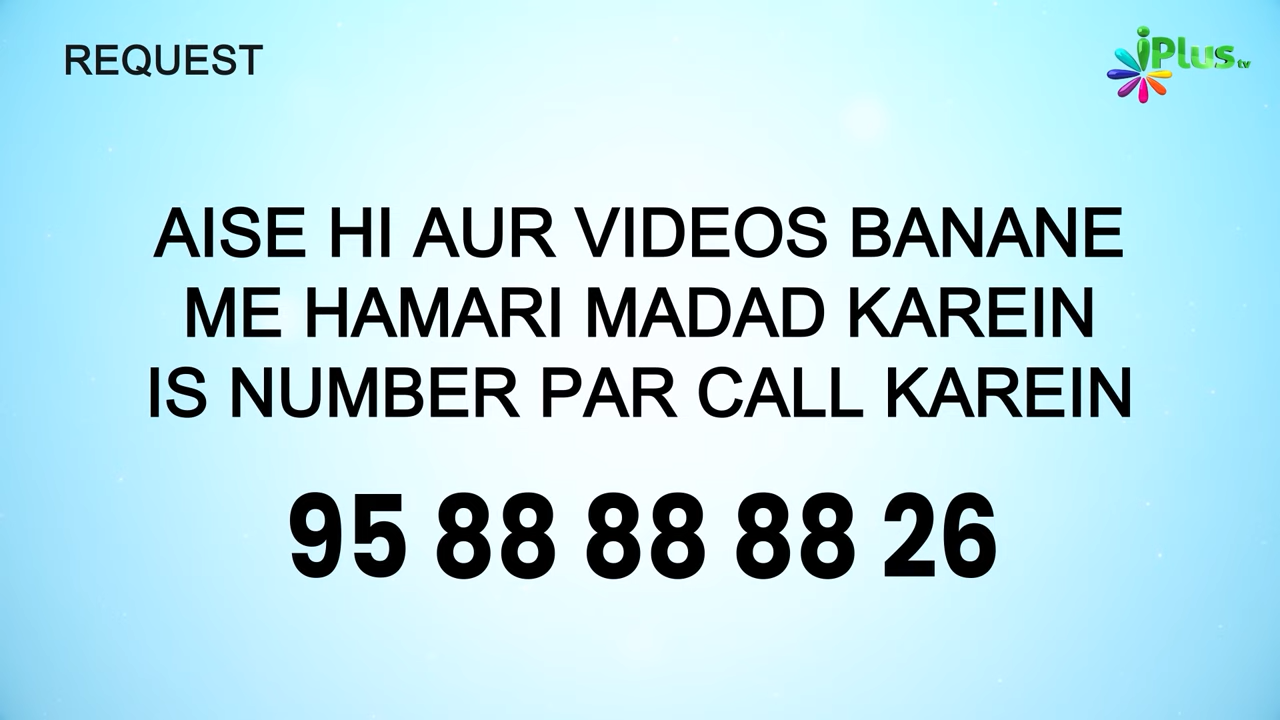 REQUEST
iPlus tv
AISE HI AUR VIDEOS BANANE
ME HAMARI MADAD KAREIN
IS NUMBER PAR CALL KAREIN
95 88 88 88 26